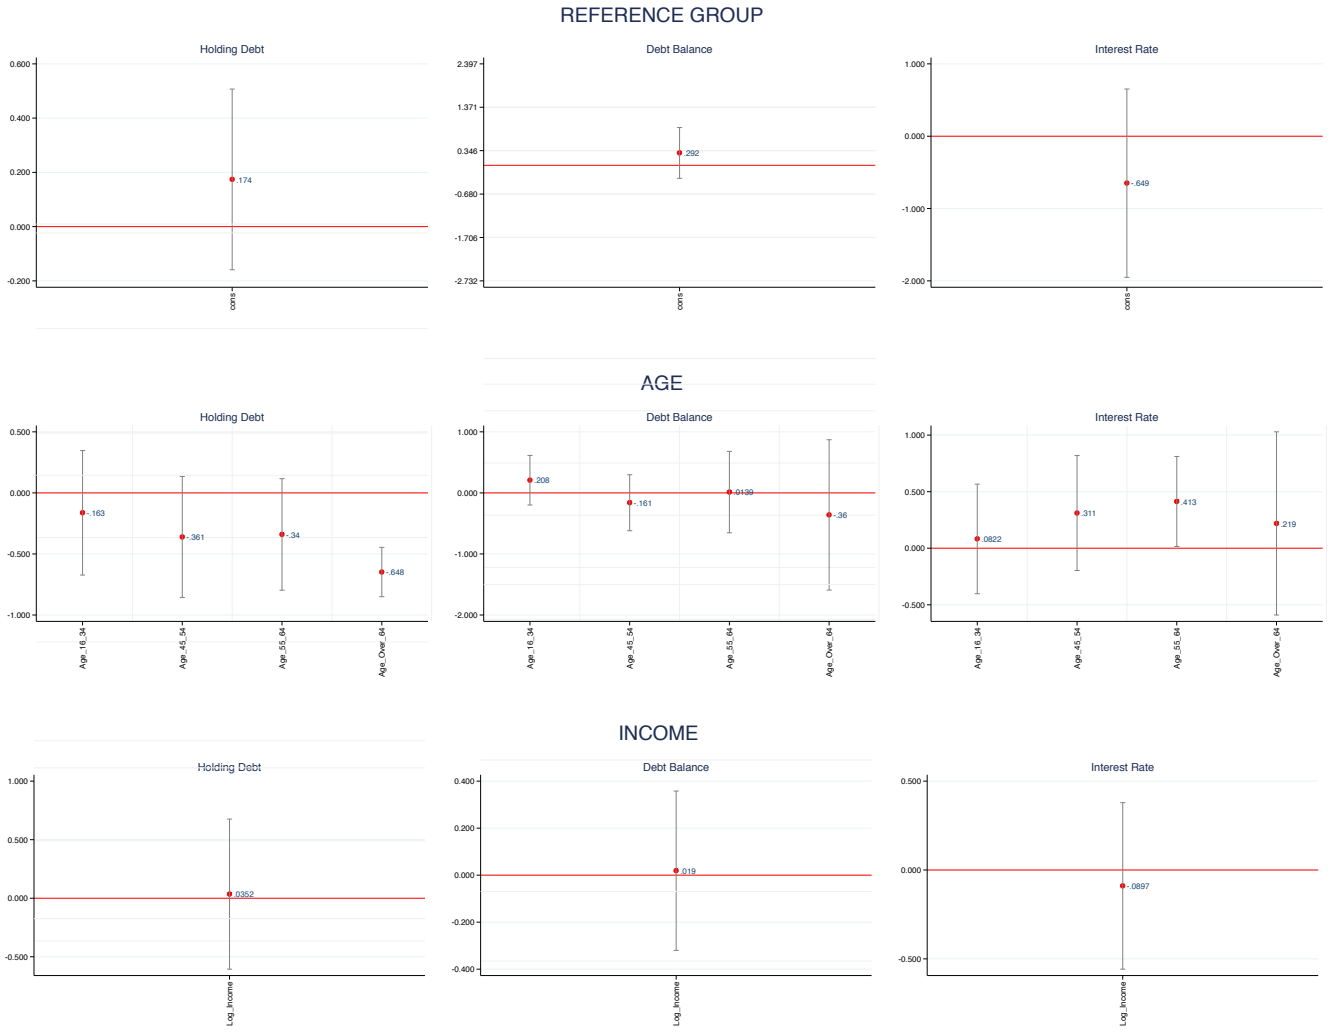 REFERENCE GROUP
Holding Debt
0.600
0.400
0.200
0.000
-0.200
.174
cons
Debt Balance
2.397
1.371
0.346
-0.680
-1.706
-2.732
.292
cons
Interest Rate
1.000
0.000
-1.000
-2.000
-.649
cons
AGE
Holding Debt
0.500
0.000
-0.500
-1.000
-.163
-.361
-.34
-.648
Age_16_34
Age_45_54
Age_55_64
Age_Over_64
Debt Balance
1.000
0.000
-1.000
-2.000
.208
-.161
.0139
-.36
Age_16_34
Age_45_54
Age_55_64
Age_Over_64
Interest Rate
1.000
0.500
0.000
-0.500
.0822
.311
.413
.219
Age_16_34
Age_45_54
Age_55_64
Age_Over_64
INCOME
Holding Debt
1.000
0.500
0.000
-0.500
.0352
Log_Income
Debt Balance
0.400
0.200
0.000
-0.200
-0.400
.019
Log_Income
Interest Rate
0.500
0.000
-0.500
-.0897
Log_Income